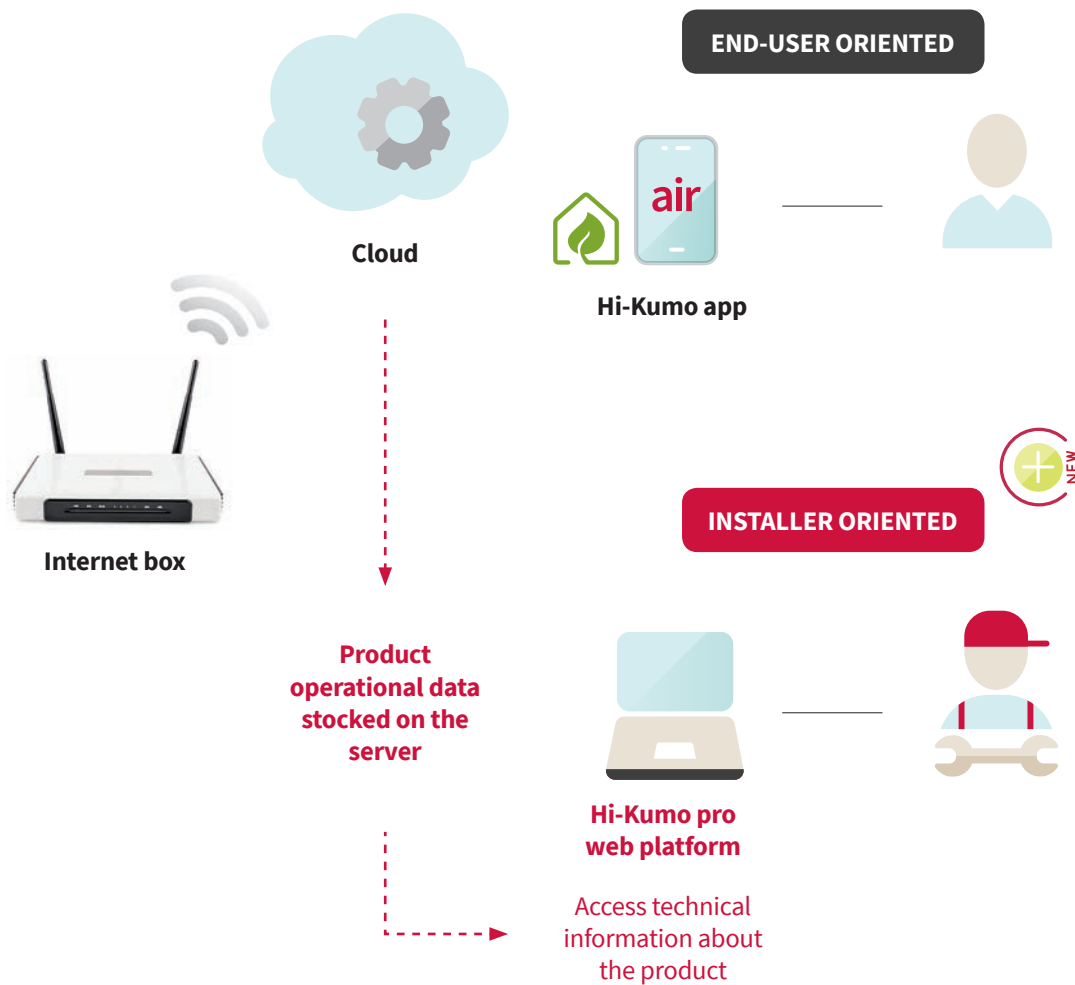 END-USER ORIENTED
air
Cloud
Hi-Kumo app
NEW
INSTALLER ORIENTED
Internet box
Product
operational data
stocked on the
server
Hi-Kumo pro
web platform
Access technical
information about
the product